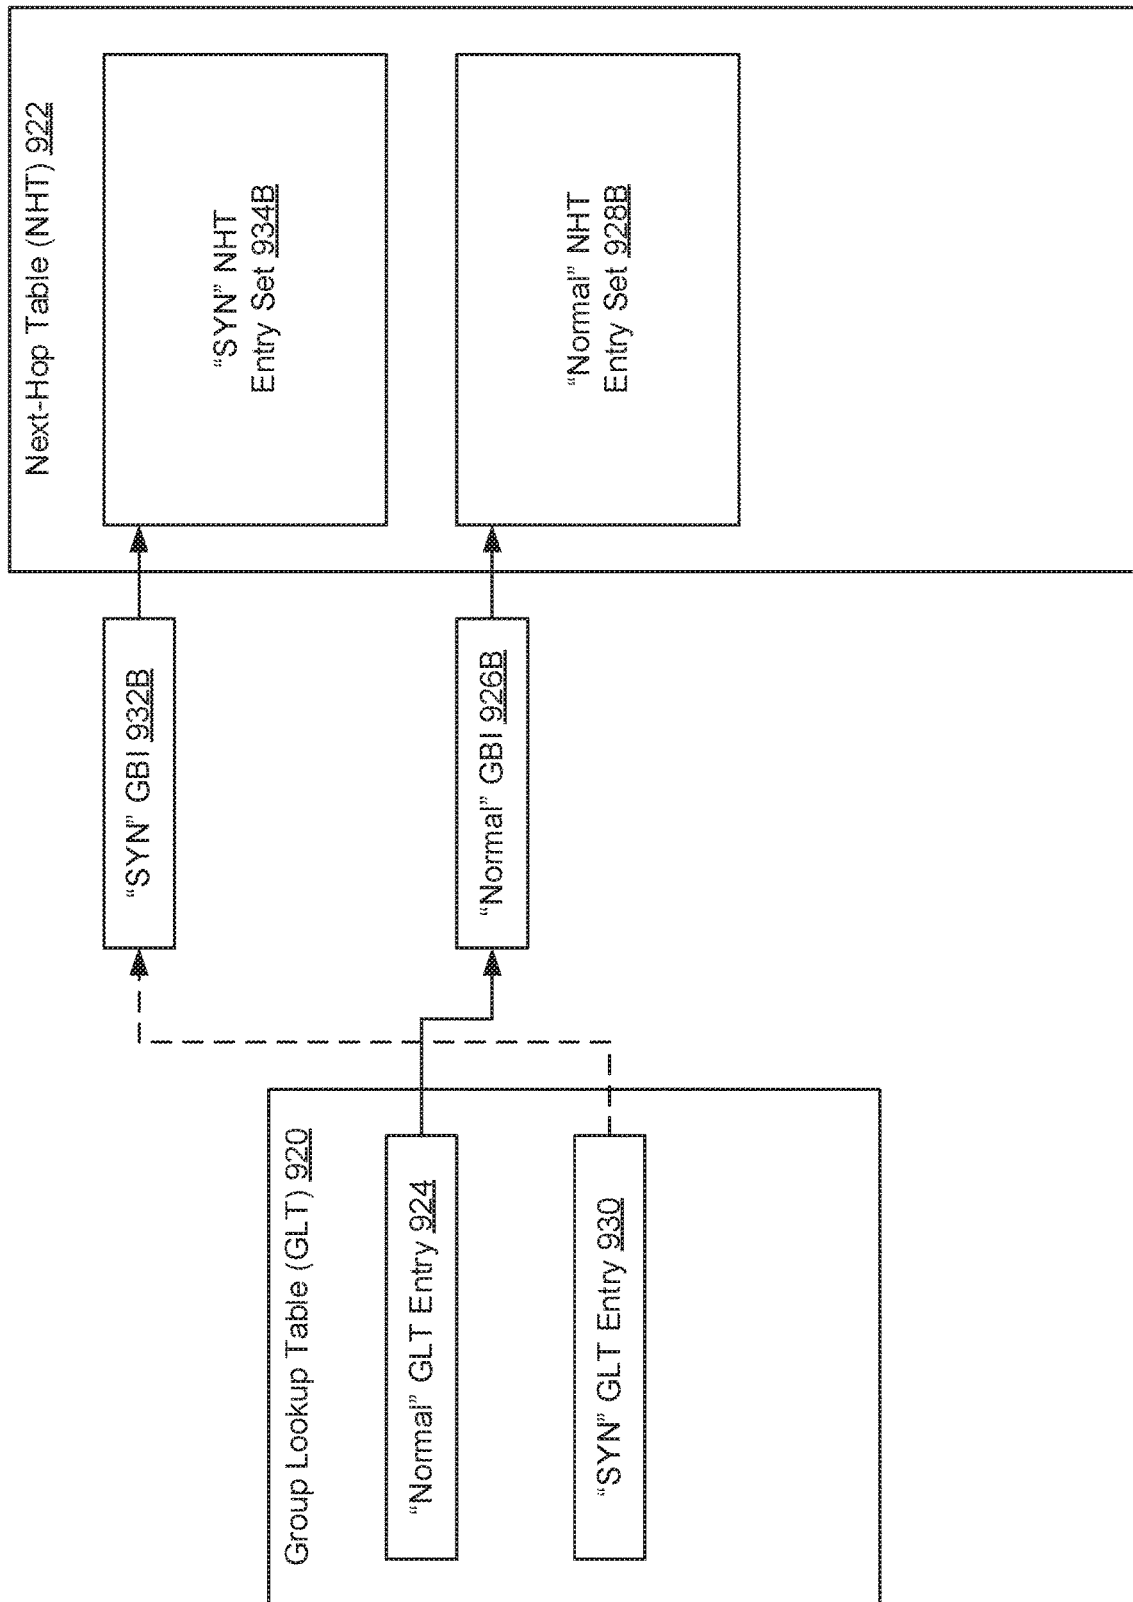 Group Lookup Table (GLT) 920
“Normal” GLT Entry 924
“SYN” GLT Entry 930
“SYN” GBI 932B
“Normal” GBI 926B
Next-Hop Table (NHT) 922
“SYN” NHT
Entry Set 934B
“Normal” NHT
Entry Set 928B